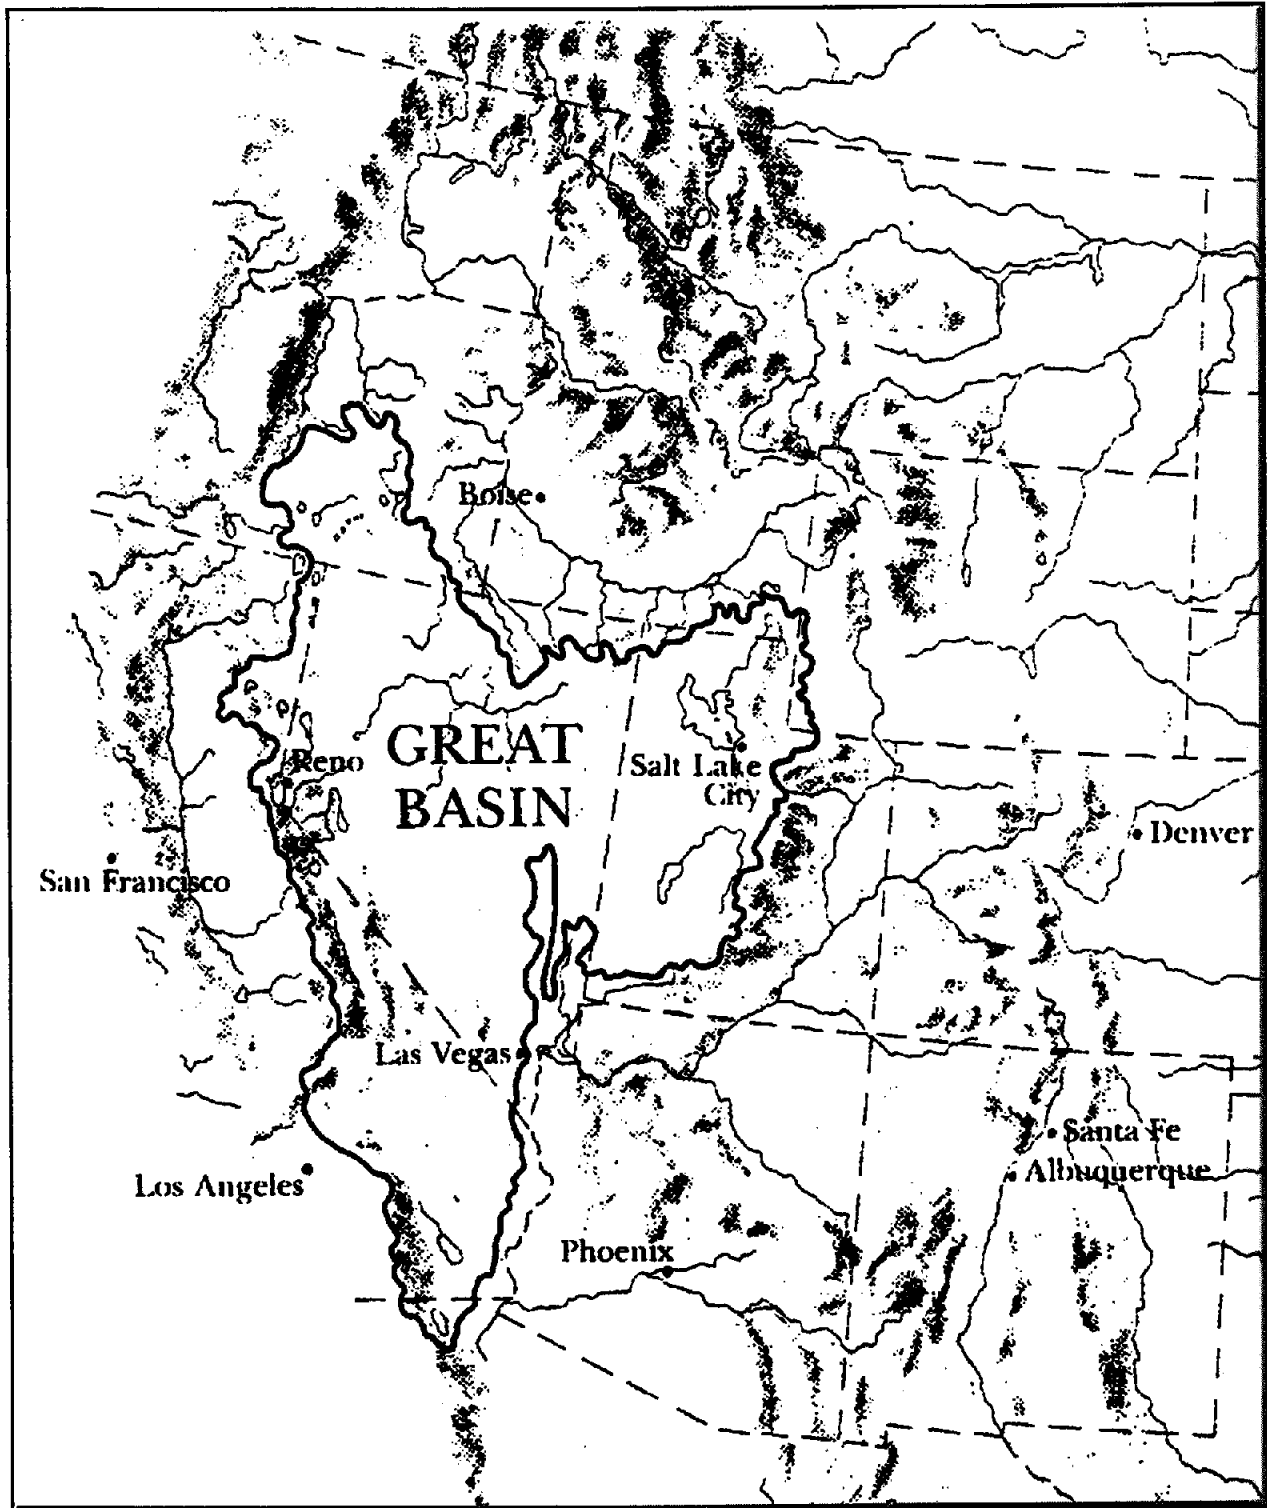 Boise
GREAT
BASIN
Reno
Salt Lake
City
Denver
San Francisco
Las Vegas
Santa Fe
Albuquerque
Los Angeles
Phoenix